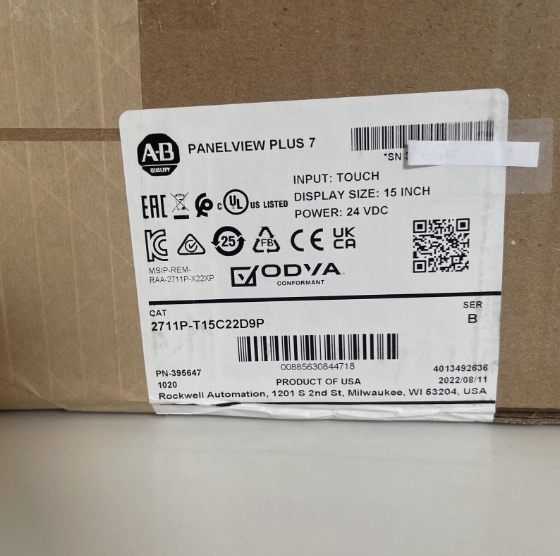 A-B
QUALITY
PANELVIEW PLUS 7
*SN
INPUT: TOUCH
DISPLAY SIZE: 15 INCH
POWER: 24 VDC
EAC
c UL US LISTED
25
FB
CE
UK
CA
MSIP-REM-
RAA-2711P-X22XP
ODVA
CONFORMANT
CAT
SER
2711P-T15C22D9P
B
00885630844718
PN-395647
4013492636
1020
PRODUCT OF USA
2022/08/11
Rockwell Automation, 1201 S 2nd St, Milwaukee, WI 53204, USA